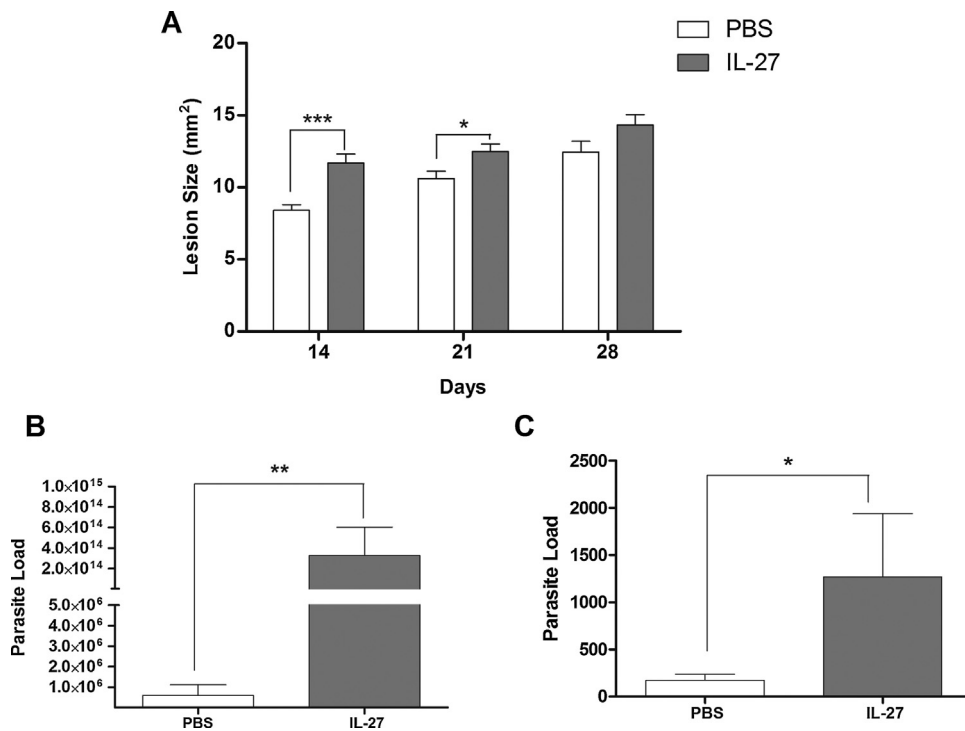 A
PBS
IL-27
20
15
10
5
0
Lesion Size (mm²)
***
*
14
21
28
Days
B
**
1.0×10¹⁵
8.0×10¹⁴
6.0×10¹⁴
4.0×10¹⁴
2.0×10¹⁴
5.0×10⁶
4.0×10⁶
3.0×10⁶
2.0×10⁶
1.0×10⁶
Parasite Load
PBS
IL-27
C
*
2500
2000
1500
1000
500
0
Parasite Load
PBS
IL-27